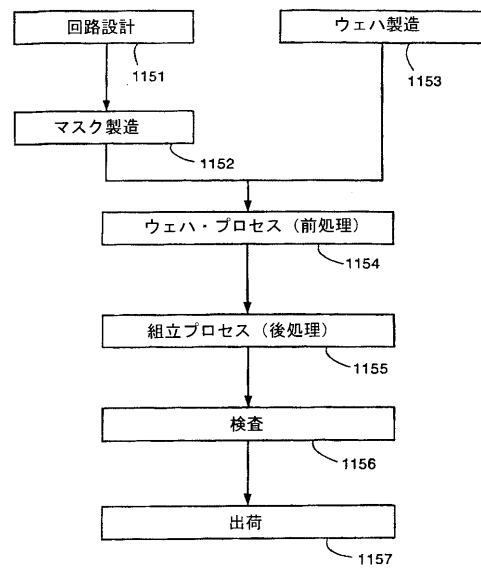 回路設計
1151
ウェハ製造
1153
マスク製造
1152
ウェハ・プロセス（前処理）
1154
組立プロセス（後処理）
1155
検査
1156
出荷
1157